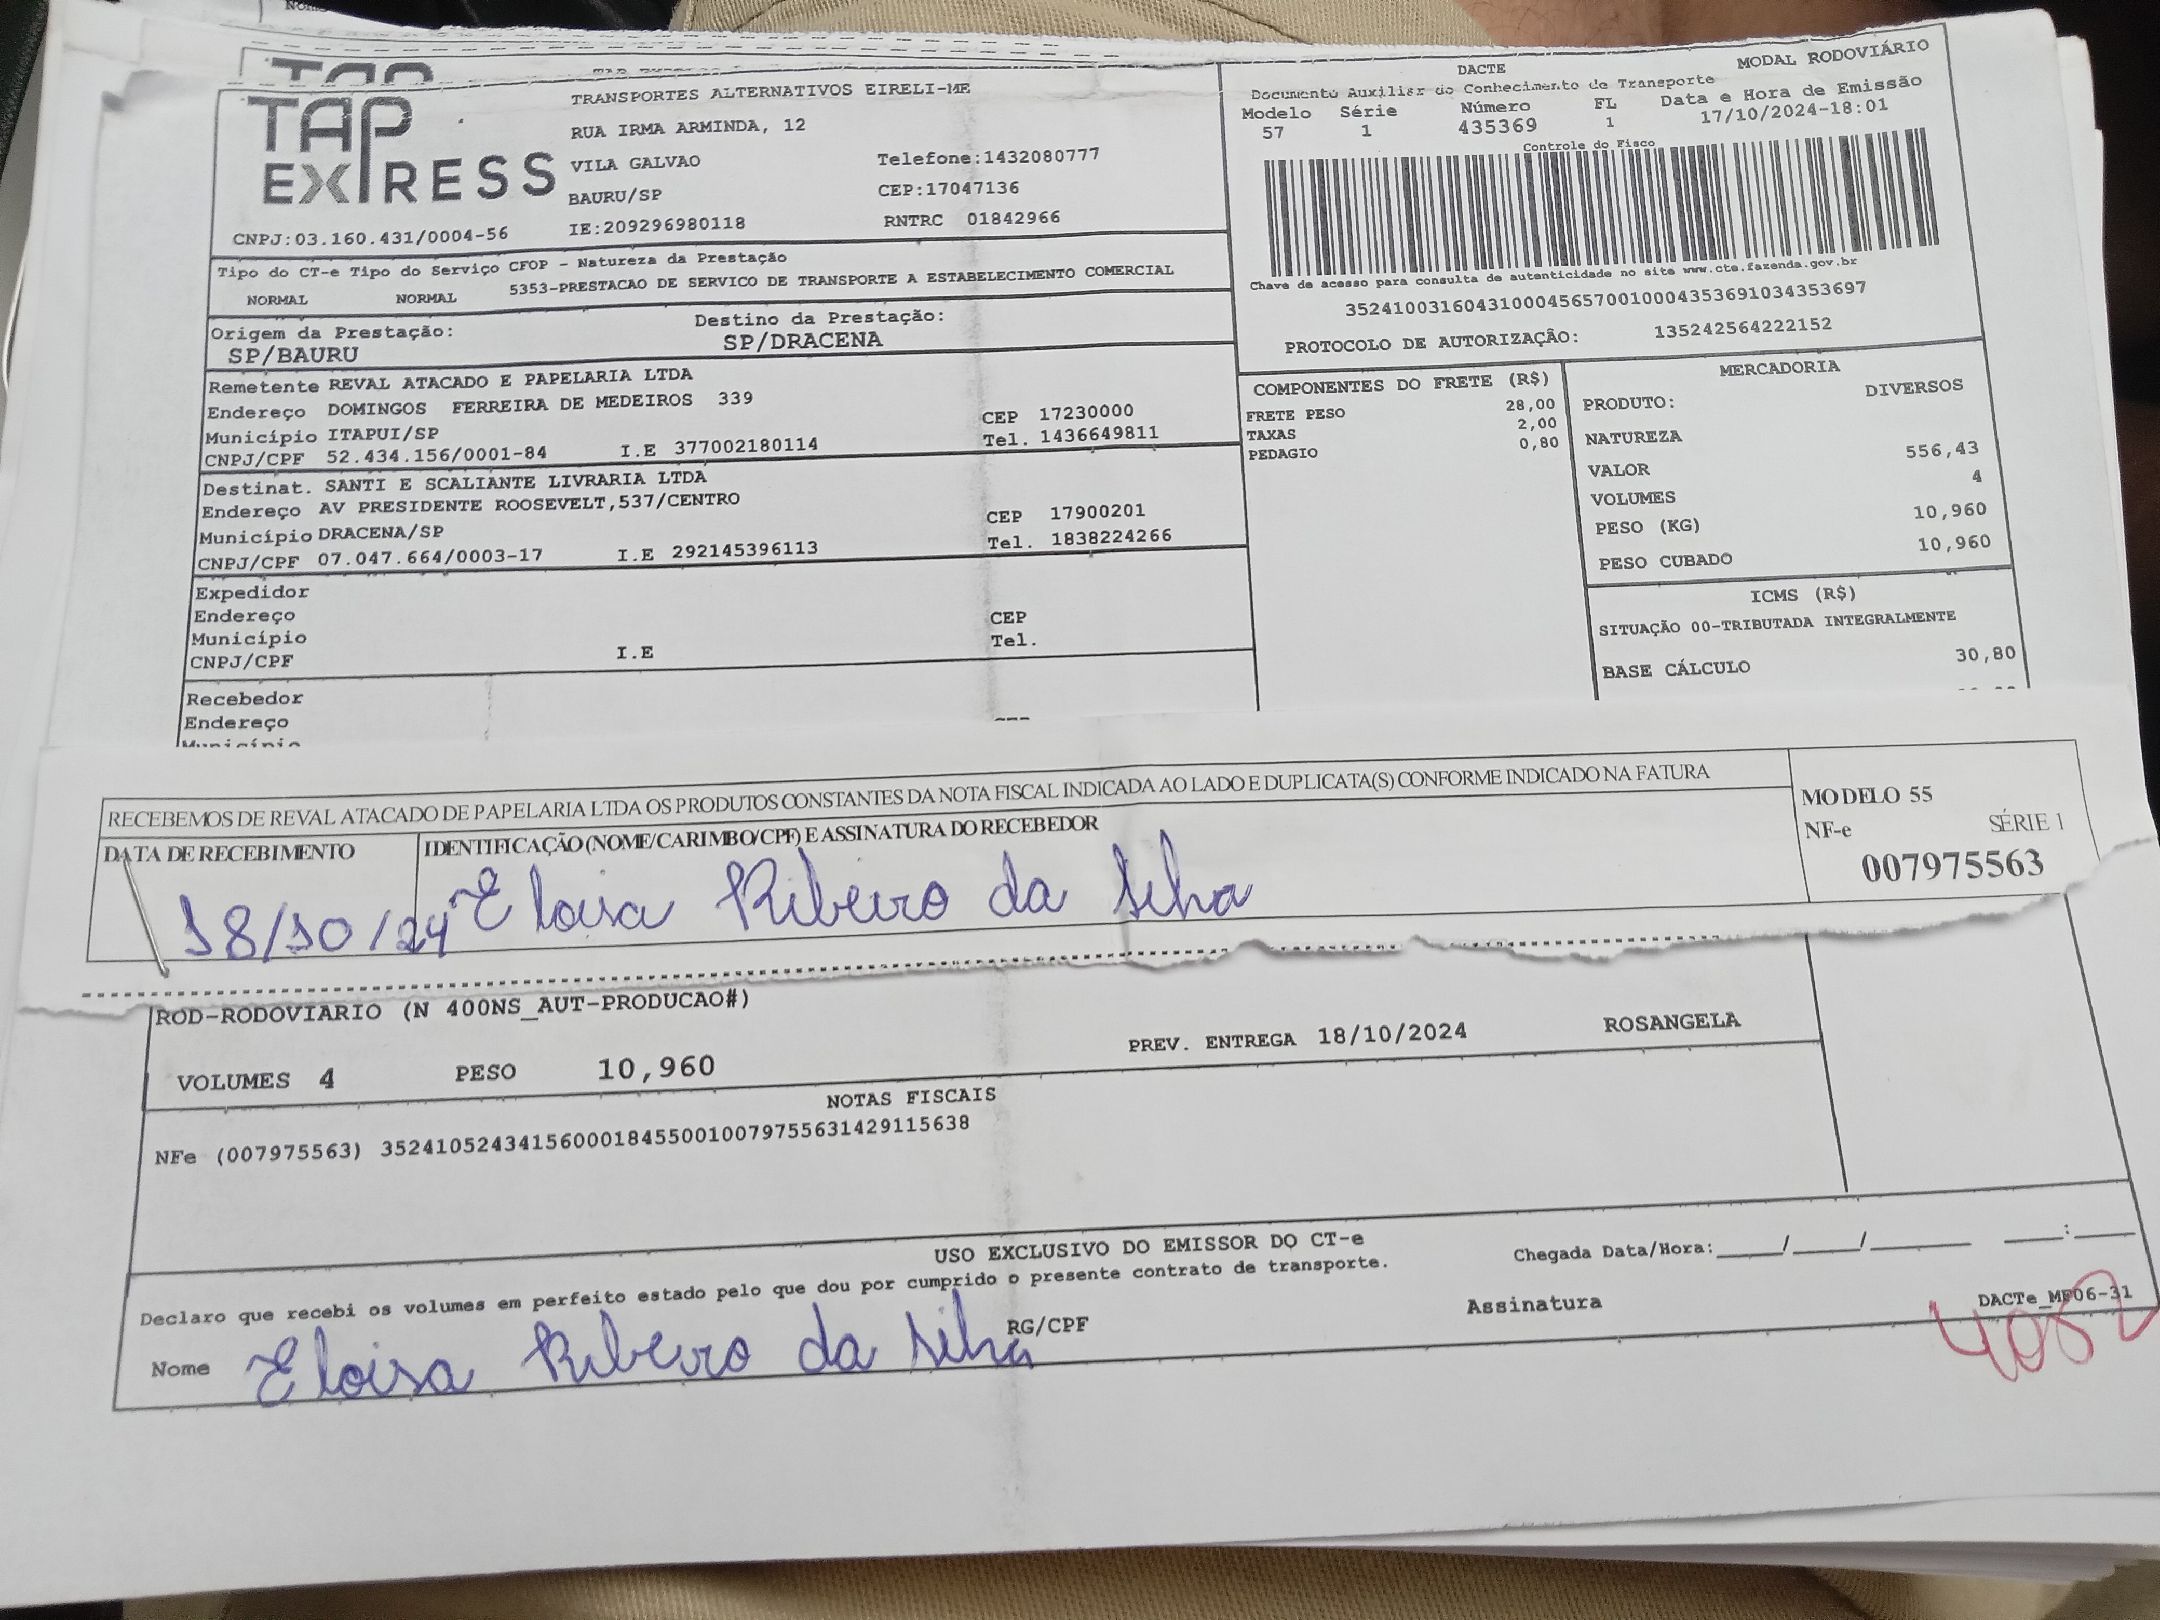 TAP EXPRESS
TRANSPORTES ALTERNATIVOS EIRELI-ME
RUA IRMA ARMINDA, 12
VILA GALVAO Telefone:1432080777
BAURU/SP CEP:17047136
CNPJ:03.160.431/0004-56 IE:209296980118 RNTRC 01842966
DACTE MODAL RODOVIÁRIO
Documento Auxiliar do Conhecimento de Transporte
Modelo Série Número FL Data e Hora de Emissão
57 1 435369 1 17/10/2024-18:01
Controle do Fisco
Chave de acesso para consulta de autenticidade no site www.cte.fazenda.gov.br
35241003160431000456570010004353691034353697
PROTOCOLO DE AUTORIZAÇÃO: 135242564222152
Tipo do CT-e Tipo do Serviço CFOP - Natureza da Prestação
NORMAL NORMAL 5353-PRESTACAO DE SERVICO DE TRANSPORTE A ESTABELECIMENTO COMERCIAL
Origem da Prestação: Destino da Prestação:
SP/BAURU SP/DRACENA
Remetente REVAL ATACADO E PAPELARIA LTDA
Endereço DOMINGOS FERREIRA DE MEDEIROS 339 CEP 17230000
Município ITAPUI/SP Tel. 1436649811
CNPJ/CPF 52.434.156/0001-84 I.E 377002180114
Destinat. SANTI E SCALIANTE LIVRARIA LTDA
Endereço AV PRESIDENTE ROOSEVELT,537/CENTRO CEP 17900201
Município DRACENA/SP Tel. 1838224266
CNPJ/CPF 07.047.664/0003-17 I.E 292145396113
Expedidor
Endereço CEP
Município Tel.
CNPJ/CPF I.E
Recebedor
Endereço
Município
COMPONENTES DO FRETE (R$)
FRETE PESO 28,00
TAXAS 2,00
PEDAGIO 0,80
MERCADORIA
PRODUTO: DIVERSOS
NATUREZA
VALOR 556,43
VOLUMES 4
PESO (KG) 10,960
PESO CUBADO 10,960
ICMS (R$)
SITUAÇÃO 00-TRIBUTADA INTEGRALMENTE
BASE CÁLCULO 30,80
RECEBEMOS DE REVAL ATACADO DE PAPELARIA LTDA OS PRODUTOS CONSTANTES DA NOTA FISCAL INDICADA AO LADO E DUPLICATA(S) CONFORME INDICADO NA FATURA
DATA DE RECEBIMENTO IDENTIFICAÇÃO (NOME/CARIMBO/CPF) E ASSINATURA DO RECEBEDOR
18/10/24 Eloisa Ribeiro da Silva
MODELO 55
NF-e SÉRIE 1
007975563
ROD-RODOVIARIO (N 400NS_AUT-PRODUCAO#)
VOLUMES 4 PESO 10,960 PREV. ENTREGA 18/10/2024 ROSANGELA
NOTAS FISCAIS
NFe (007975563) 35241052434156000184550010079755631429115638
USO EXCLUSIVO DO EMISSOR DO CT-e
Declaro que recebi os volumes em perfeito estado pelo que dou por cumprido o presente contrato de transporte. Chegada Data/Hora:____/____/______ ____:____
Nome Eloisa Ribeiro da Silva RG/CPF Assinatura DACTe_MF06-31